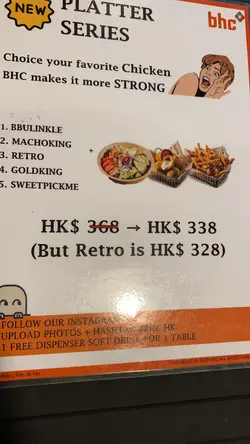 NEW
PLATTER
SERIES
bhc
Choice your favorite Chicken
BHC makes it more STRONG
1. BBULINKLE
2. MACHOKING
3. RETRO
4. GOLDKING
5. SWEETPICKME
+
HK$ 368 → HK$ 338
(But Retro is HK$ 328)
FOLLOW OUR INSTAGRAM
UPLOAD PHOTOS + HASHTAG #BHC HK
1 FREE DISPENSER SOFT DRINK FOR 1 TABLE